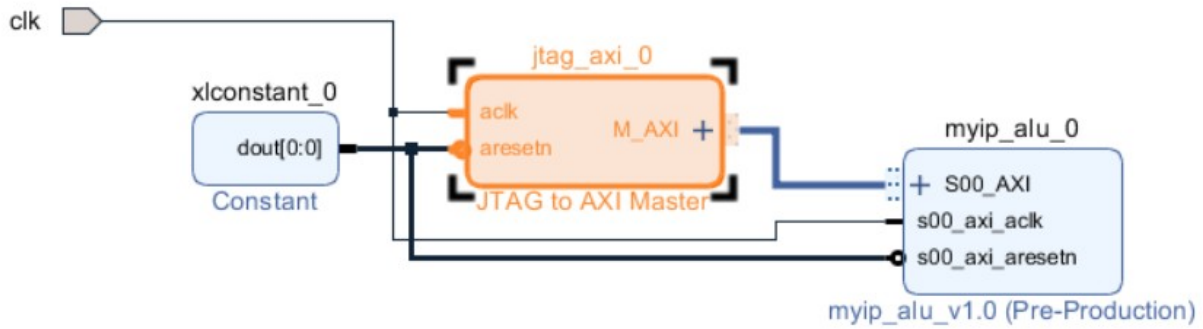 clk
xlconstant_0
dout[0:0]
Constant
jtag_axi_0
aclk
aresetn
M_AXI
JTAG to AXI Master
myip_alu_0
S00_AXI
s00_axi_aclk
s00_axi_aresetn
myip_alu_v1.0 (Pre-Production)